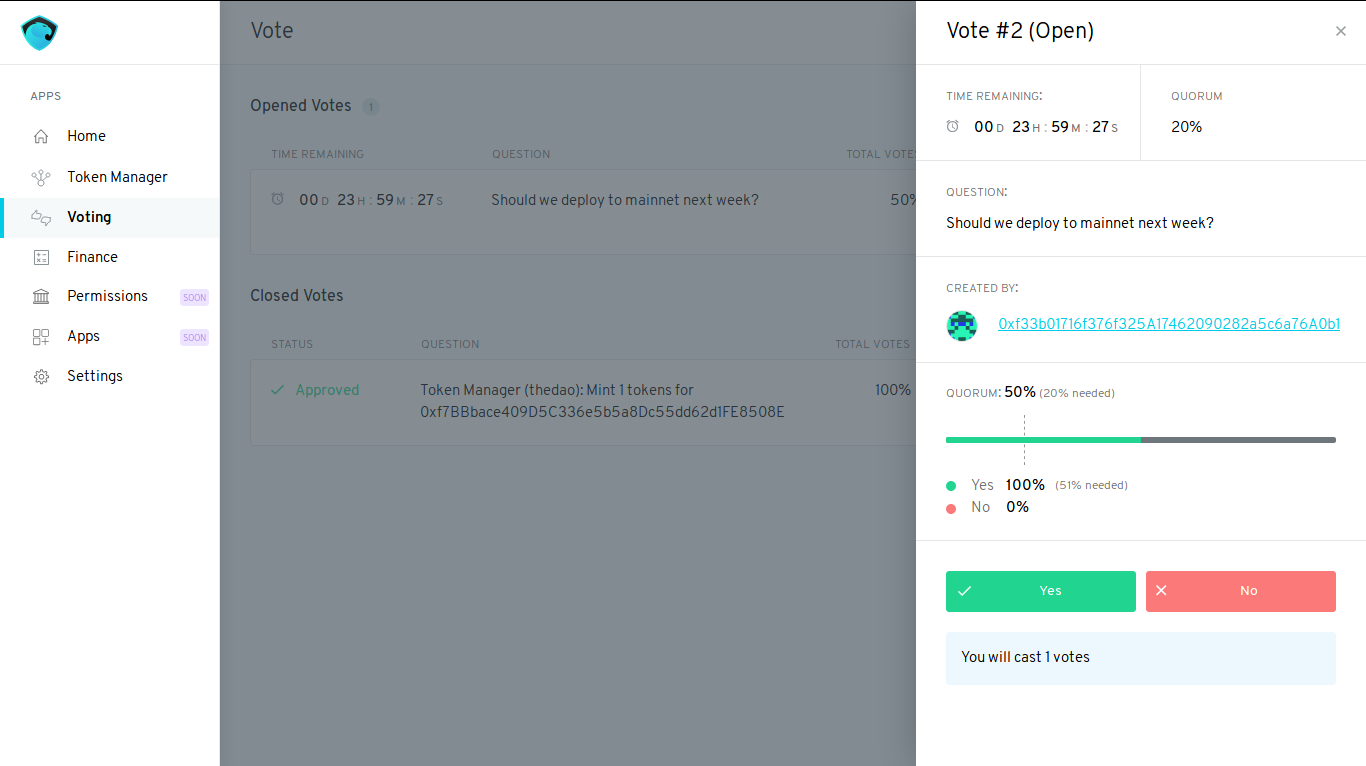 APPS
Home
Token Manager
Voting
Finance
Permissions SOON
Apps SOON
Settings
Vote
Opened Votes 1
TIME REMAINING QUESTION TOTAL VOTES
00 D 23 H : 59 M : 27 S Should we deploy to mainnet next week? 50%
Closed Votes
STATUS QUESTION TOTAL VOTES
Approved Token Manager (thedao): Mint 1 tokens for 100%
0xf7BBbace409D5C336e5b5a8Dc55dd62d1FE8508E
Vote #2 (Open)
TIME REMAINING: QUORUM
00 D 23 H : 59 M : 27 S 20%
QUESTION:
Should we deploy to mainnet next week?
CREATED BY:
0xf33b01716f376f325A17462090282a5c6a76A0b1
QUORUM: 50% (20% needed)
Yes 100% (51% needed)
No 0%
Yes No
You will cast 1 votes